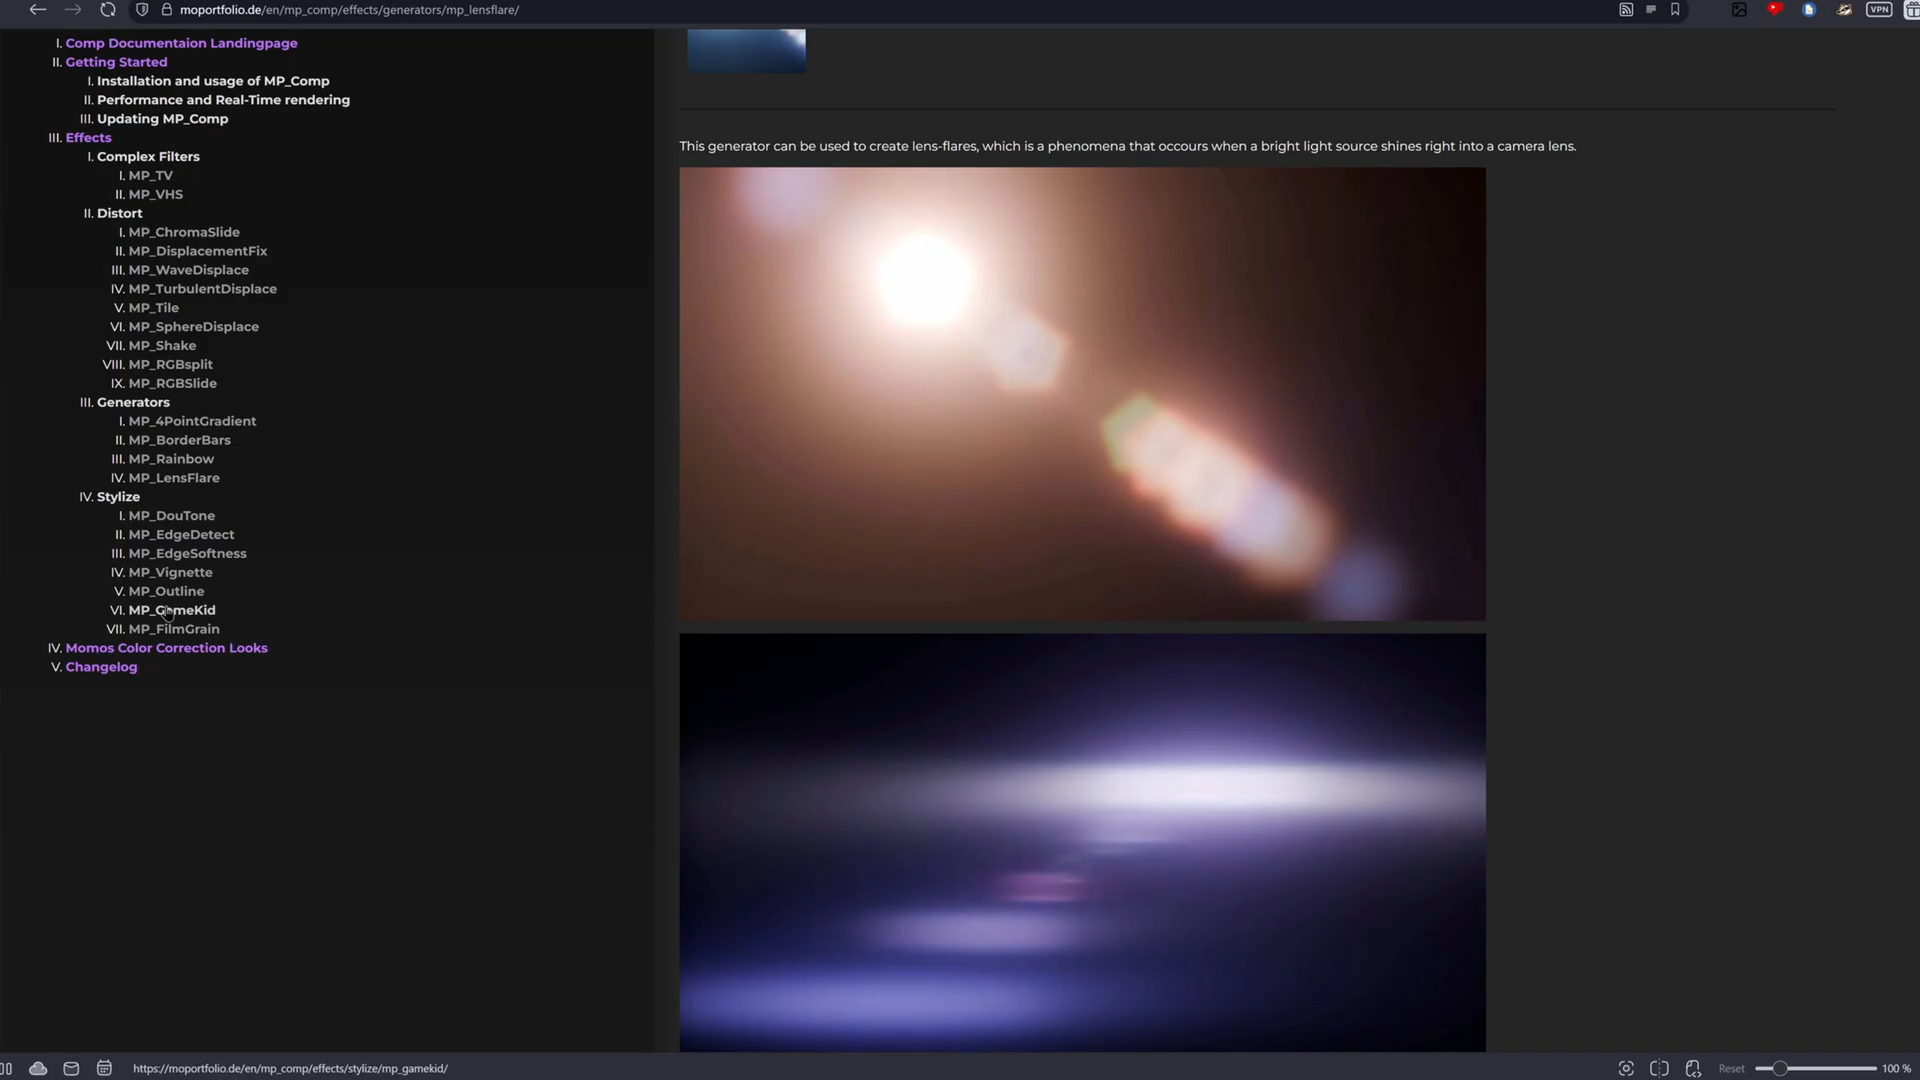 moportfolio.de/en/mp_comp/effects/generators/mp_lensflare/
VPN
I. Comp Documentaion Landingpage
II. Getting Started
I. Installation and usage of MP_Comp
II. Performance and Real-Time rendering
III. Updating MP_Comp
III. Effects
I. Complex Filters
I. MP_TV
II. MP_VHS
II. Distort
I. MP_ChromaSlide
II. MP_DisplacementFix
III. MP_WaveDisplace
IV. MP_TurbulentDisplace
V. MP_Tile
VI. MP_SphereDisplace
VII. MP_Shake
VIII. MP_RGBsplit
IX. MP_RGBSlide
III. Generators
I. MP_4PointGradient
II. MP_BorderBars
III. MP_Rainbow
IV. MP_LensFlare
IV. Stylize
I. MP_DouTone
II. MP_EdgeDetect
III. MP_EdgeSoftness
IV. MP_Vignette
V. MP_Outline
VI. MP_GameKid
VII. MP_FilmGrain
IV. Momos Color Correction Looks
V. Changelog
This generator can be used to create lens-flares, which is a phenomena that occours when a bright light source shines right into a camera lens.
https://moportfolio.de/en/mp_comp/effects/stylize/mp_gamekid/
Reset
100 %